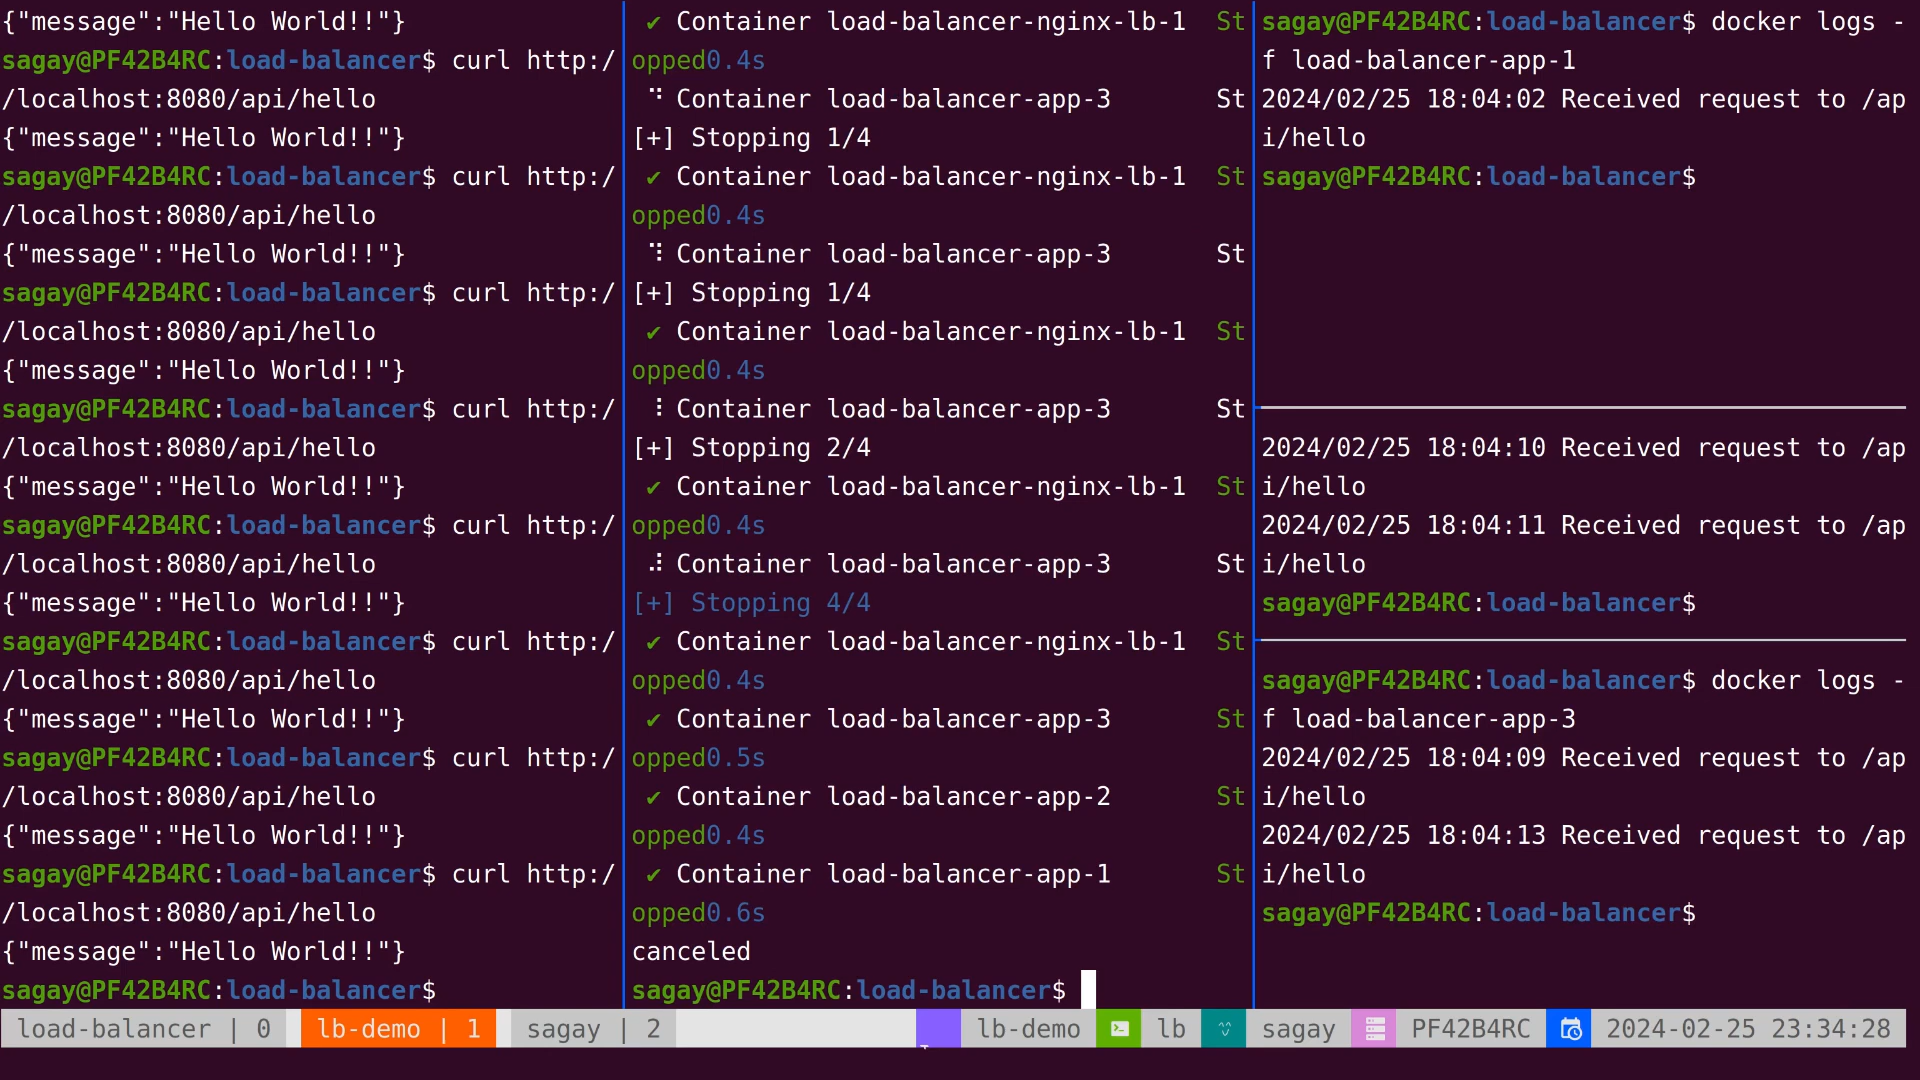 {"message":"Hello World!!"}
sagay@PF42B4RC:load-balancer$ curl http:/
/localhost:8080/api/hello
{"message":"Hello World!!"}
sagay@PF42B4RC:load-balancer$ curl http:/
/localhost:8080/api/hello
{"message":"Hello World!!"}
sagay@PF42B4RC:load-balancer$ curl http:/
/localhost:8080/api/hello
{"message":"Hello World!!"}
sagay@PF42B4RC:load-balancer$ curl http:/
/localhost:8080/api/hello
{"message":"Hello World!!"}
sagay@PF42B4RC:load-balancer$ curl http:/
/localhost:8080/api/hello
{"message":"Hello World!!"}
sagay@PF42B4RC:load-balancer$ curl http:/
/localhost:8080/api/hello
{"message":"Hello World!!"}
sagay@PF42B4RC:load-balancer$ curl http:/
/localhost:8080/api/hello
{"message":"Hello World!!"}
sagay@PF42B4RC:load-balancer$ curl http:/
/localhost:8080/api/hello
{"message":"Hello World!!"}
sagay@PF42B4RC:load-balancer$
✔ Container load-balancer-nginx-lb-1 St
opped0.4s
⠙ Container load-balancer-app-3 St
[+] Stopping 1/4
✔ Container load-balancer-nginx-lb-1 St
opped0.4s
⠹ Container load-balancer-app-3 St
[+] Stopping 1/4
✔ Container load-balancer-nginx-lb-1 St
opped0.4s
⠸ Container load-balancer-app-3 St
[+] Stopping 2/4
✔ Container load-balancer-nginx-lb-1 St
opped0.4s
⠼ Container load-balancer-app-3 St
[+] Stopping 4/4
✔ Container load-balancer-nginx-lb-1 St
opped0.4s
✔ Container load-balancer-app-3 St
opped0.5s
✔ Container load-balancer-app-2 St
opped0.4s
✔ Container load-balancer-app-1 St
opped0.6s
canceled
sagay@PF42B4RC:load-balancer$
sagay@PF42B4RC:load-balancer$ docker logs -
f load-balancer-app-1
2024/02/25 18:04:02 Received request to /ap
i/hello
sagay@PF42B4RC:load-balancer$
2024/02/25 18:04:10 Received request to /ap
i/hello
2024/02/25 18:04:11 Received request to /ap
i/hello
sagay@PF42B4RC:load-balancer$
sagay@PF42B4RC:load-balancer$ docker logs -
f load-balancer-app-3
2024/02/25 18:04:09 Received request to /ap
i/hello
2024/02/25 18:04:13 Received request to /ap
i/hello
sagay@PF42B4RC:load-balancer$
load-balancer | 0 lb-demo | 1 sagay | 2 lb-demo lb sagay PF42B4RC 2024-02-25 23:34:28